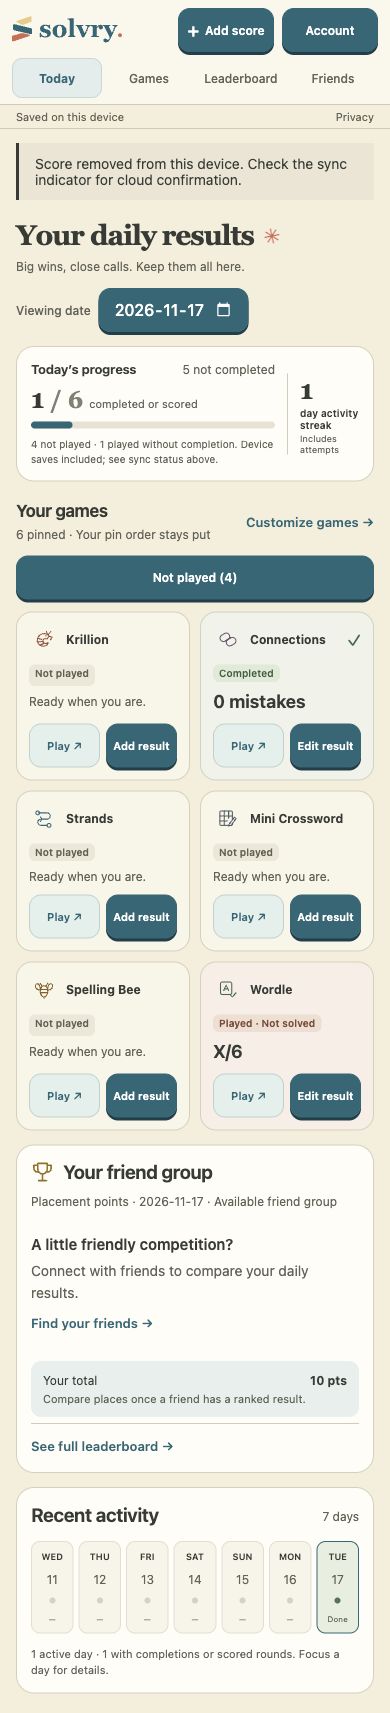 solvry.
+ Add score
Account
Today
Games
Leaderboard
Friends
Saved on this device
Privacy
Score removed from this device. Check the sync
indicator for cloud confirmation.
Your daily results
Big wins, close calls. Keep them all here.
Viewing date
2026-11-17
Today's progress
5 not completed
1 / 6 completed or scored
4 not played · 1 played without completion. Device
saves included; see sync status above.
1
day activity
streak
Includes
attempts
Your games
6 pinned · Your pin order stays put
Customize games →
Not played (4)
Krillion
Not played
Ready when you are.
Play ↗
Add result
Connections
Completed
0 mistakes
Play ↗
Edit result
Strands
Not played
Ready when you are.
Play ↗
Add result
Mini Crossword
Not played
Ready when you are.
Play ↗
Add result
Spelling Bee
Not played
Ready when you are.
Play ↗
Add result
A
Wordle
Played · Not solved
X/6
Play ↗
Edit result
Your friend group
Placement points · 2026-11-17 · Available friend group
A little friendly competition?
Connect with friends to compare your daily
results.
Find your friends →
Your total
10 pts
Compare places once a friend has a ranked result.
See full leaderboard →
Recent activity
7 days
WED THU FRI SAT SUN MON TUE
11 12 13 14 15 16 17
– – – – – – Done
1 active day · 1 with completions or scored rounds. Focus a
day for details.